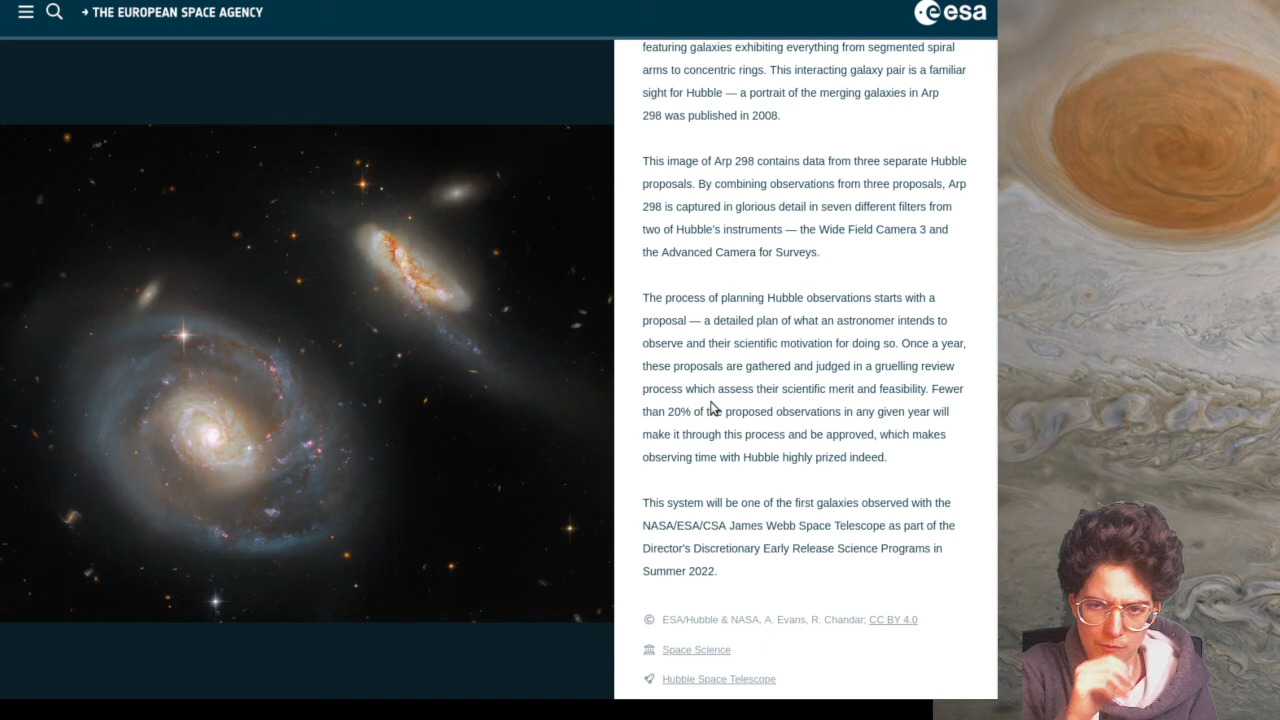 → THE EUROPEAN SPACE AGENCY
esa
featuring galaxies exhibiting everything from segmented spiral
arms to concentric rings. This interacting galaxy pair is a familiar
sight for Hubble — a portrait of the merging galaxies in Arp
298 was published in 2008.
This image of Arp 298 contains data from three separate Hubble
proposals. By combining observations from three proposals, Arp
298 is captured in glorious detail in seven different filters from
two of Hubble's instruments — the Wide Field Camera 3 and
the Advanced Camera for Surveys.
The process of planning Hubble observations starts with a
proposal — a detailed plan of what an astronomer intends to
observe and their scientific motivation for doing so. Once a year,
these proposals are gathered and judged in a gruelling review
process which assess their scientific merit and feasibility. Fewer
than 20% of the proposed observations in any given year will
make it through this process and be approved, which makes
observing time with Hubble highly prized indeed.
This system will be one of the first galaxies observed with the
NASA/ESA/CSA James Webb Space Telescope as part of the
Director's Discretionary Early Release Science Programs in
Summer 2022.
© ESA/Hubble & NASA, A. Evans, R. Chandar; CC BY 4.0
Space Science
Hubble Space Telescope